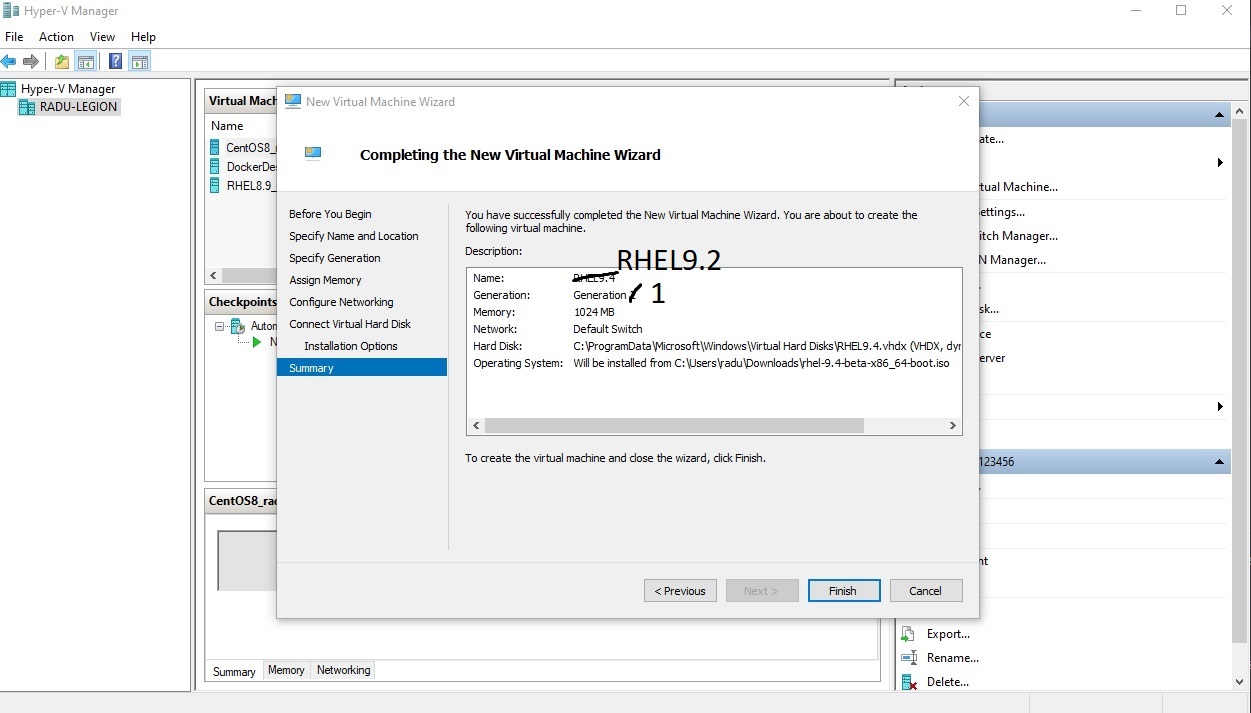 Hyper-V Manager
File Action View Help
Hyper-V Manager
RADU-LEGION
Virtual Mach
Name
CentOS8_
DockerDe
RHEL8.9_
Checkpoints
Autom
N
CentOS8_rad
Summary Memory Networking
New Virtual Machine Wizard
Completing the New Virtual Machine Wizard
Before You Begin
Specify Name and Location
Specify Generation
Assign Memory
Configure Networking
Connect Virtual Hard Disk
Installation Options
Summary
You have successfully completed the New Virtual Machine Wizard. You are about to create the
following virtual machine.
Description:
RHEL9.2
Name: RHEL9.4
Generation: Generation 1
Memory: 1024 MB
Network: Default Switch
Hard Disk: C:\ProgramData\Microsoft\Windows\Virtual Hard Disks\RHEL9.4.vhdx (VHDX, dyn
Operating System: Will be installed from C:\Users\radu\Downloads\rhel-9.4-beta-x86_64-boot.iso
To create the virtual machine and close the wizard, click Finish.
< Previous Next > Finish Cancel
ate...
tual Machine...
ettings...
itch Manager...
N Manager...
sk...
ice
erver
123456
nt
Export...
Rename...
Delete...